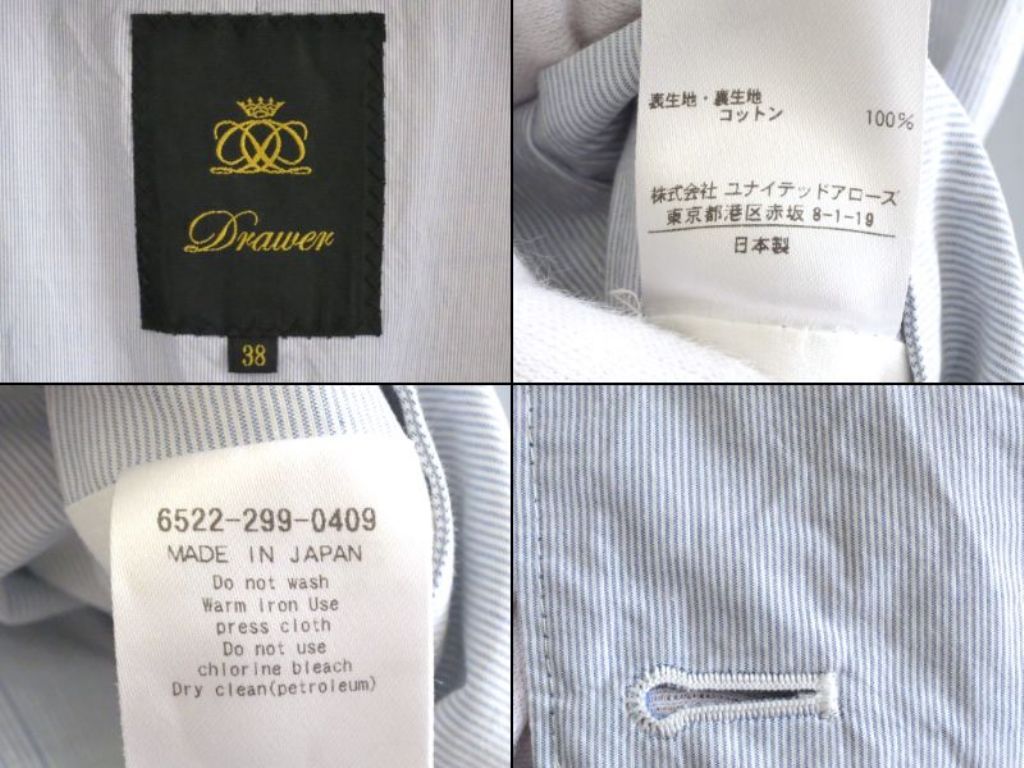 Drawer
38
表生地・裏生地
コットン 100%
株式会社 ユナイテッドアローズ
東京都港区赤坂 8-1-19
日本製
6522-299-0409
MADE IN JAPAN
Do not wash
Warm Iron Use
press cloth
Do not use
chlorine bleach
Dry clean(petroleum)